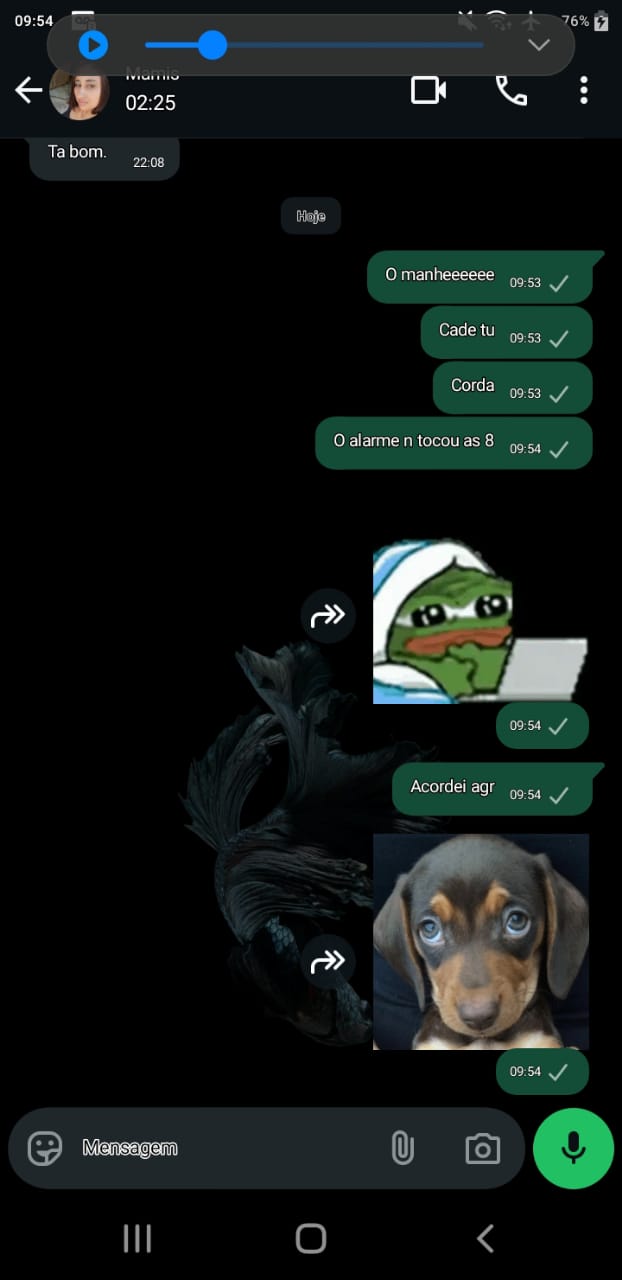 09:54
76%
Mamis
02:25
Ta bom. 22:08
Hoje
O manheeeeee 09:53
Cade tu 09:53
Corda 09:53
O alarme n tocou as 8 09:54
09:54
Acordei agr 09:54
09:54
Mensagem